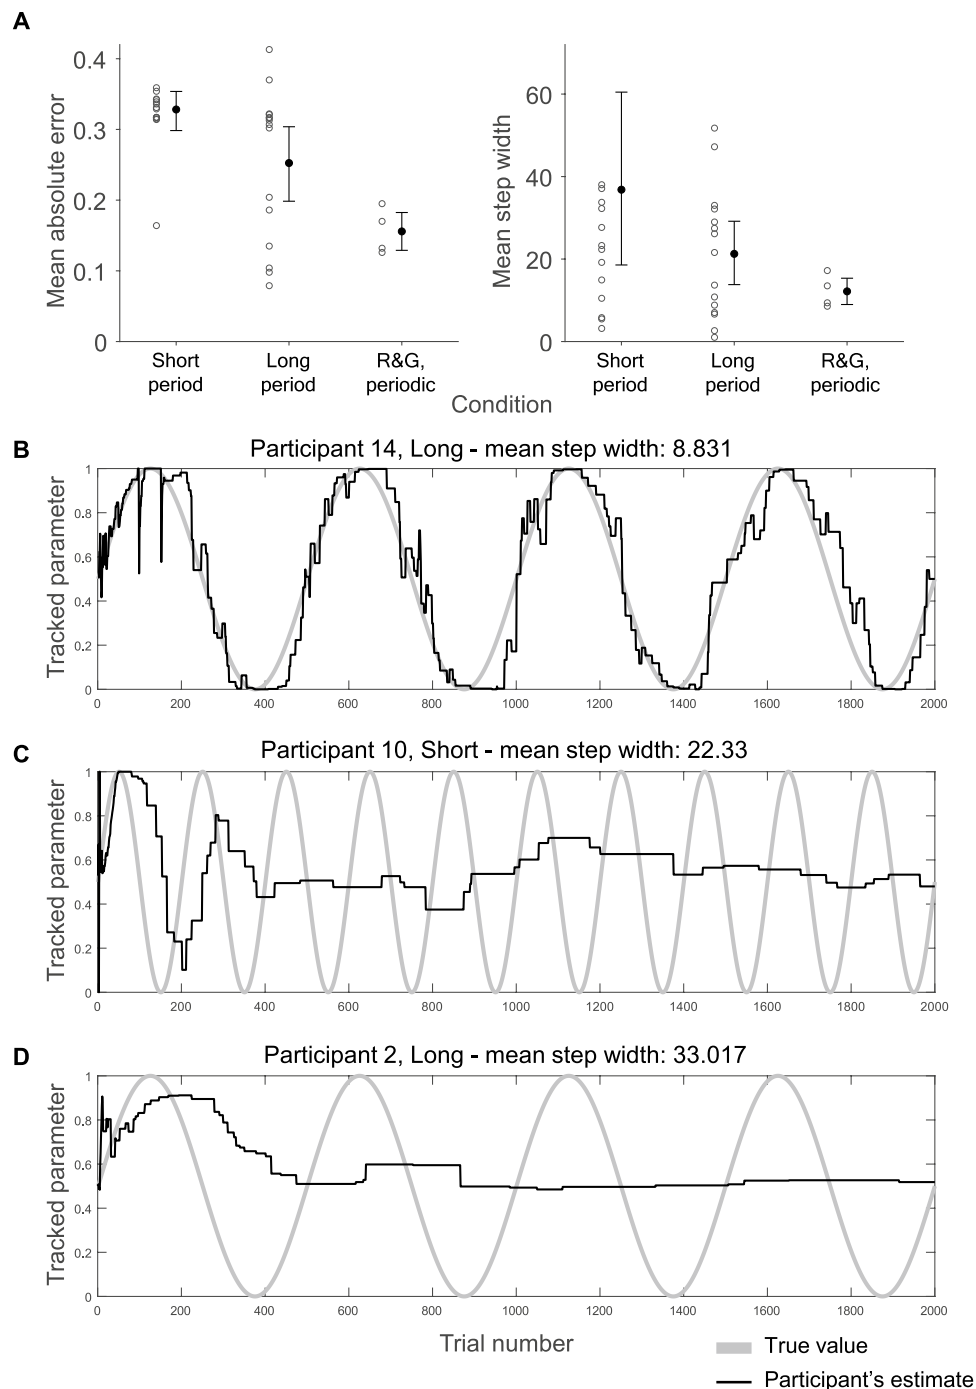 A
Mean absolute error
0.4
0.3
0.2
0.1
0
Short
period
Long
period
R&G,
periodic
Mean step width
60
40
20
0
Short
period
Long
period
R&G,
periodic
Condition
B
Participant 14, Long - mean step width: 8.831
Tracked parameter
1
0.8
0.6
0.4
0.2
0
0 200 400 600 800 1000 1200 1400 1600 1800 2000
C
Participant 10, Short - mean step width: 22.33
Tracked parameter
1
0.8
0.6
0.4
0.2
0
0 200 400 600 800 1000 1200 1400 1600 1800 2000
D
Participant 2, Long - mean step width: 33.017
Tracked parameter
1
0.8
0.6
0.4
0.2
0
0 200 400 600 800 1000 1200 1400 1600 1800 2000
Trial number
True value
Participant's estimate